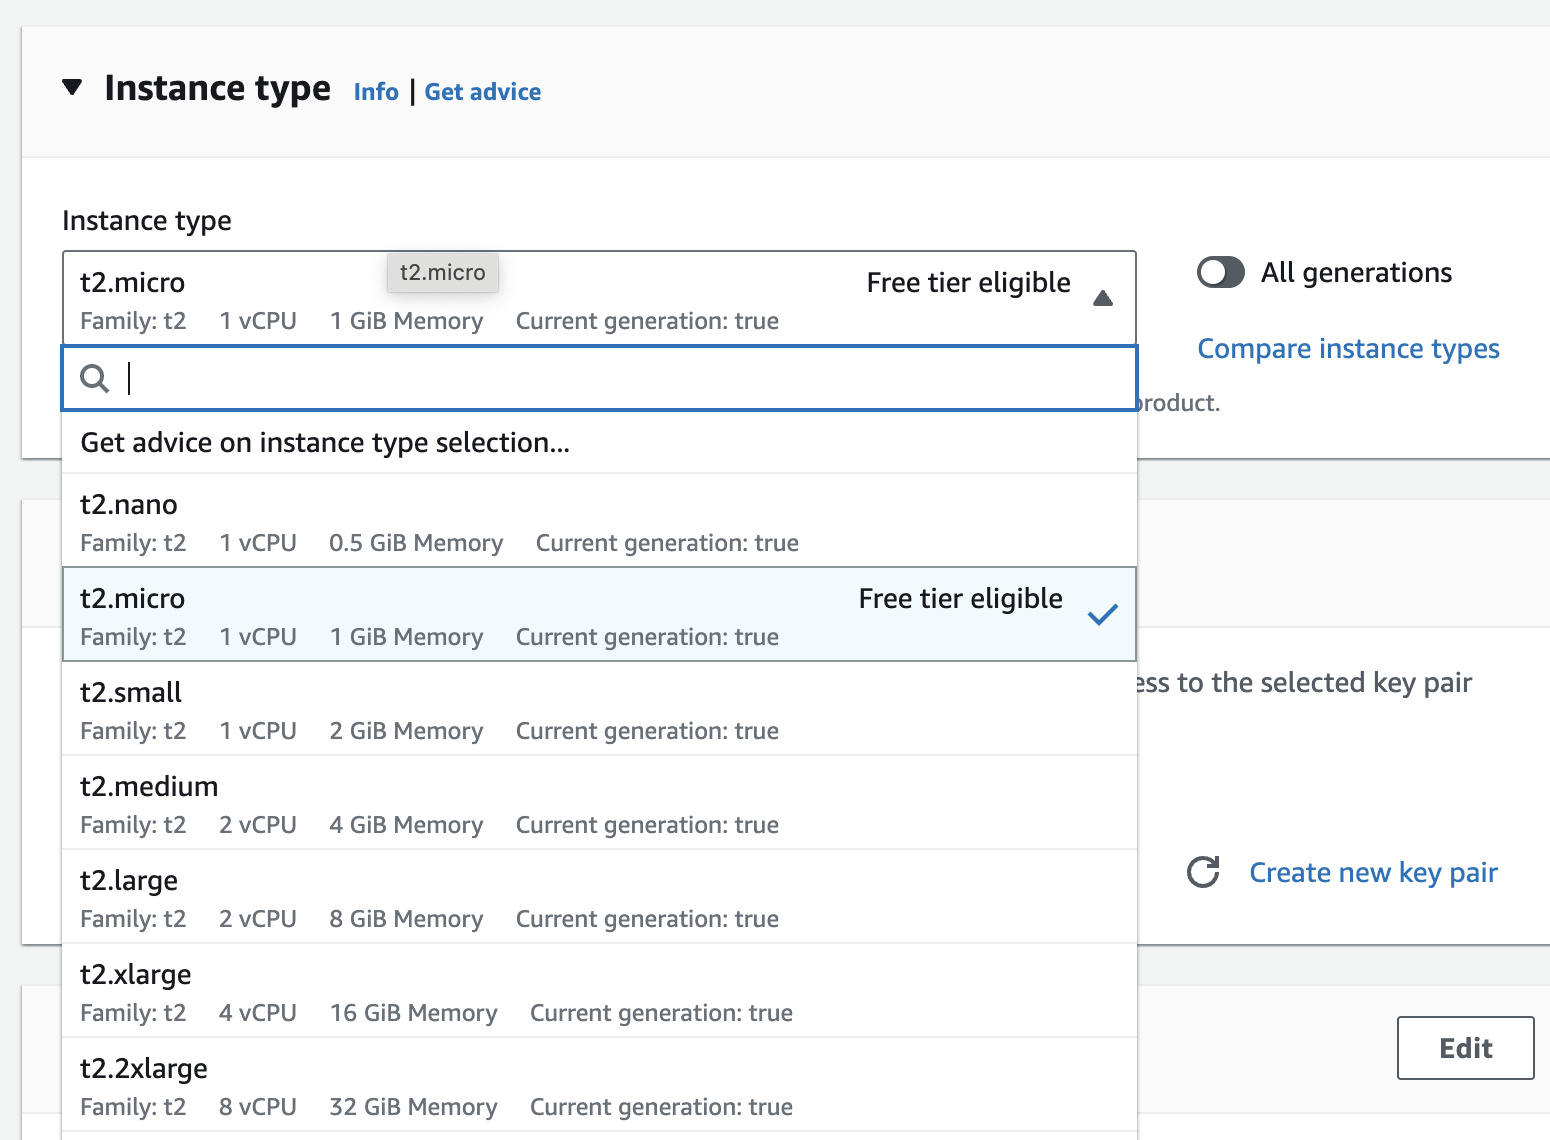 Instance type Info | Get advice
Instance type
t2.micro Free tier eligible
t2.micro
Family: t2 1 vCPU 1 GiB Memory Current generation: true
All generations
Compare instance types
product.
Get advice on instance type selection...
t2.nano
Family: t2 1 vCPU 0.5 GiB Memory Current generation: true
t2.micro Free tier eligible
Family: t2 1 vCPU 1 GiB Memory Current generation: true
t2.small
Family: t2 1 vCPU 2 GiB Memory Current generation: true
to the selected key pair
t2.medium
Family: t2 2 vCPU 4 GiB Memory Current generation: true
t2.large
Family: t2 2 vCPU 8 GiB Memory Current generation: true
Create new key pair
t2.xlarge
Family: t2 4 vCPU 16 GiB Memory Current generation: true
t2.2xlarge
Family: t2 8 vCPU 32 GiB Memory Current generation: true
Edit